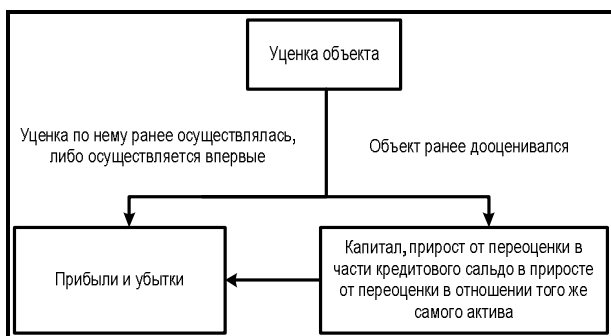 Уценка объекта
Уценка по нему ранее осуществлялась,
либо осуществляется впервые
Объект ранее дооценивался
Прибыли и убытки
Капитал, прирост от переоценки в
части кредитового сальдо в приросте
от переоценки в отношении того же
самого актива